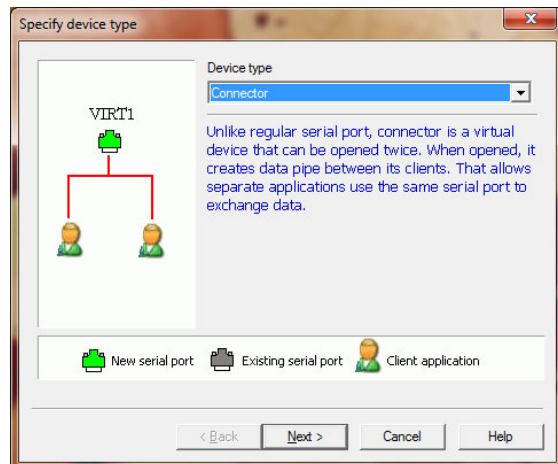 Specify device type
Device type
Connector
VIRT1
Unlike regular serial port, connector is a virtual
device that can be opened twice. When opened, it
creates data pipe between its clients. That allows
separate applications use the same serial port to
exchange data.
New serial port Existing serial port Client application
< Back Next > Cancel Help